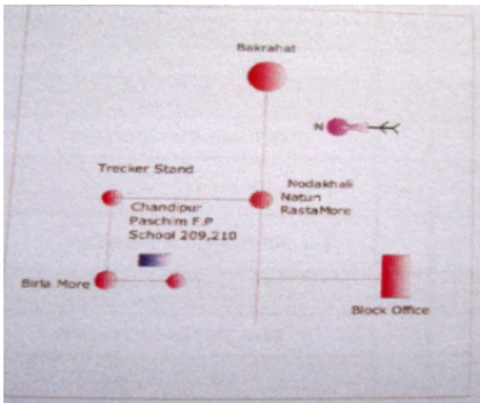 Bakrahat
N
Trecker Stand
Nodakhali
Natun
RastaMore
Chandipur
Paschim F.P
School 209,210
Birla More
Block Office